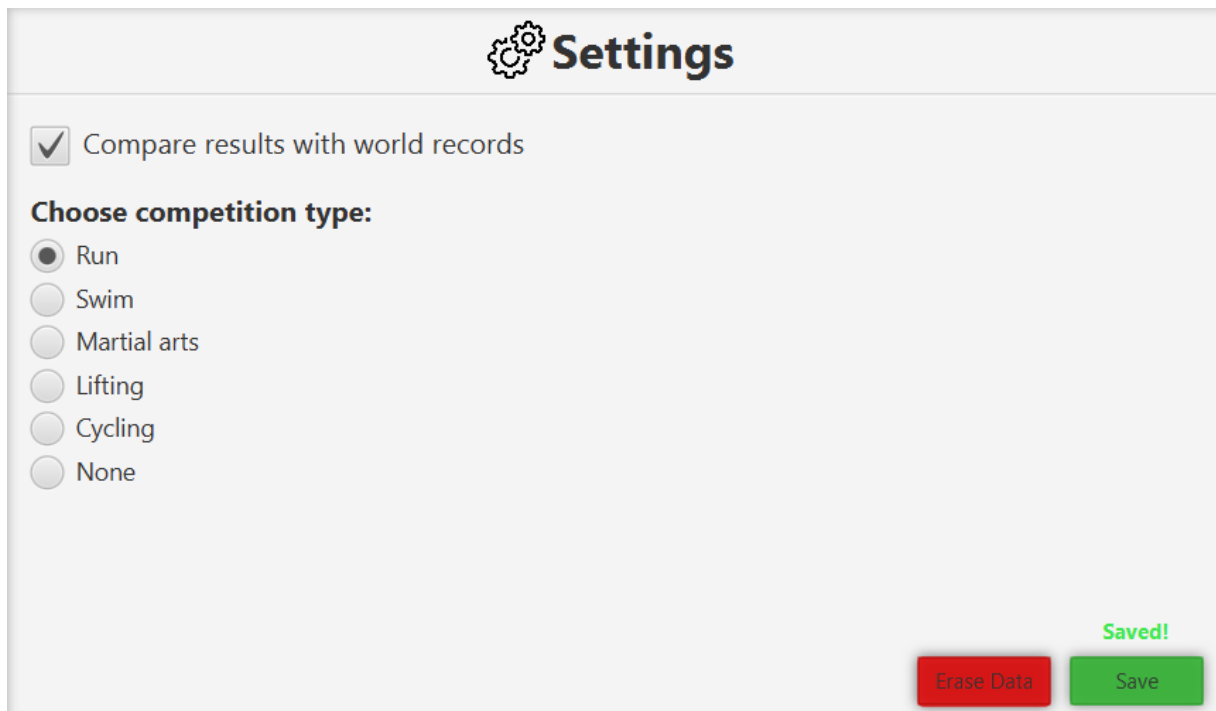 Settings
Compare results with world records
Choose competition type:
Run
Swim
Martial arts
Lifting
Cycling
None
Saved!
Erase Data
Save